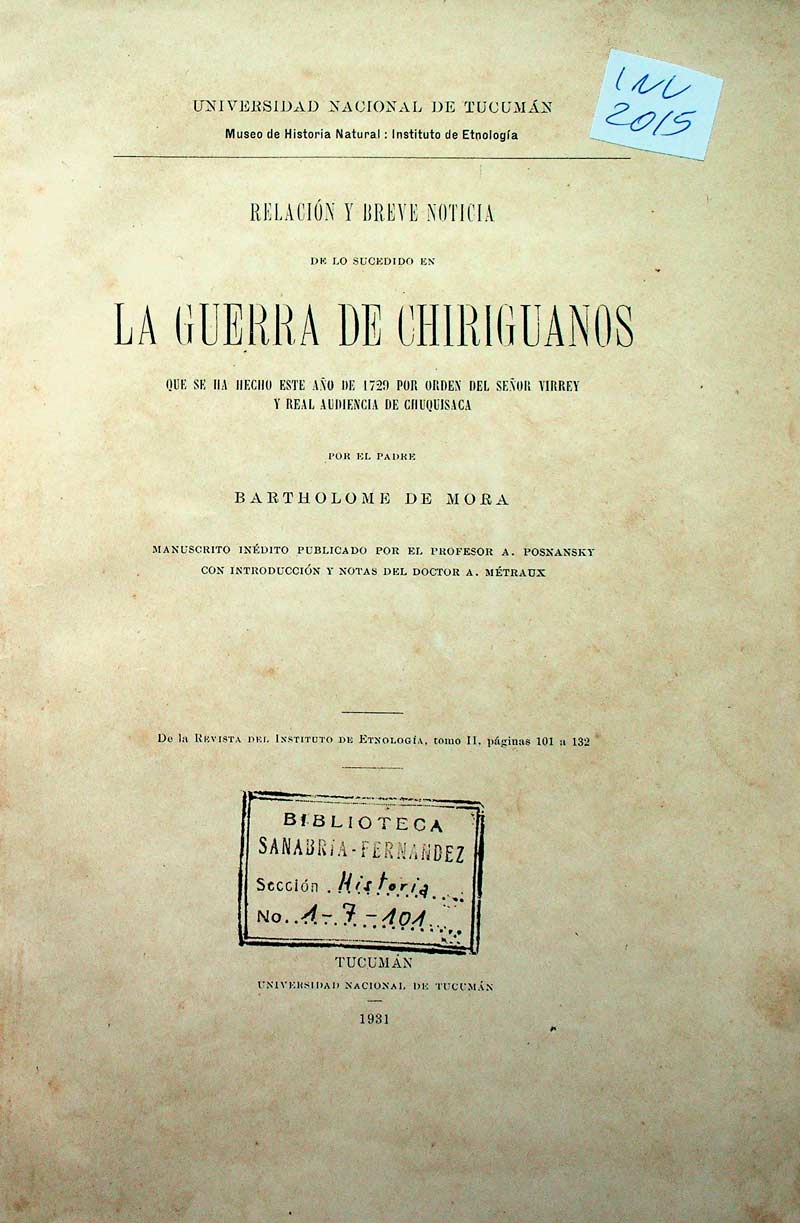 INV
2015
UNIVERSIDAD NACIONAL DE TUCUMÁN
Museo de Historia Natural : Instituto de Etnología
RELACIÓN Y BREVE NOTICIA
DE LO SUCEDIDO EN
LA GUERRA DE CHIRIGUANOS
QUE SE HA HECHO ESTE AÑO DE 1729 POR ORDEN DEL SEÑOR VIRREY
Y REAL AUDIENCIA DE CHUQUISACA
POR EL PADRE
BARTHOLOME DE MORA
MANUSCRITO INÉDITO PUBLICADO POR EL PROFESOR A. POSNANSKY
CON INTRODUCCIÓN Y NOTAS DEL DOCTOR A. MÉTRAUX
De la REVISTA DEL INSTITUTO DE ETNOLOGÍA, tomo II, páginas 101 a 132
BIBLIOTECA
SANABRIA-FERNANDEZ
Sección . Historia
No. . 1-7-101
TUCUMÁN
UNIVERSIDAD NACIONAL DE TUCUMÁN
1931